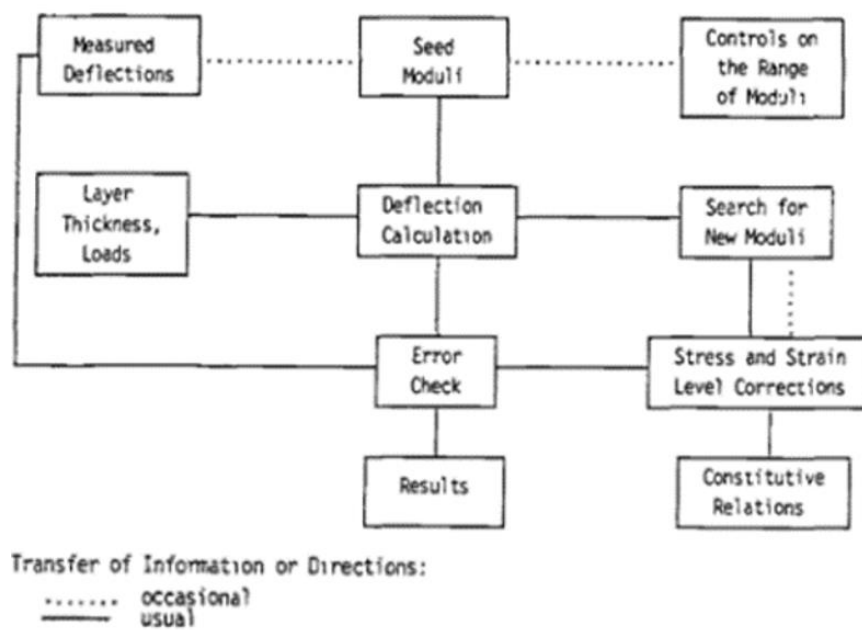 Measured
Deflections
Seed
Moduli
Controls on
the Range
of Moduli
Layer
Thickness,
Loads
Deflection
Calculation
Search for
New Moduli
Error
Check
Stress and Strain
Level Corrections
Results
Constitutive
Relations
Transfer of Information or Directions:
....... occasional
——— usual